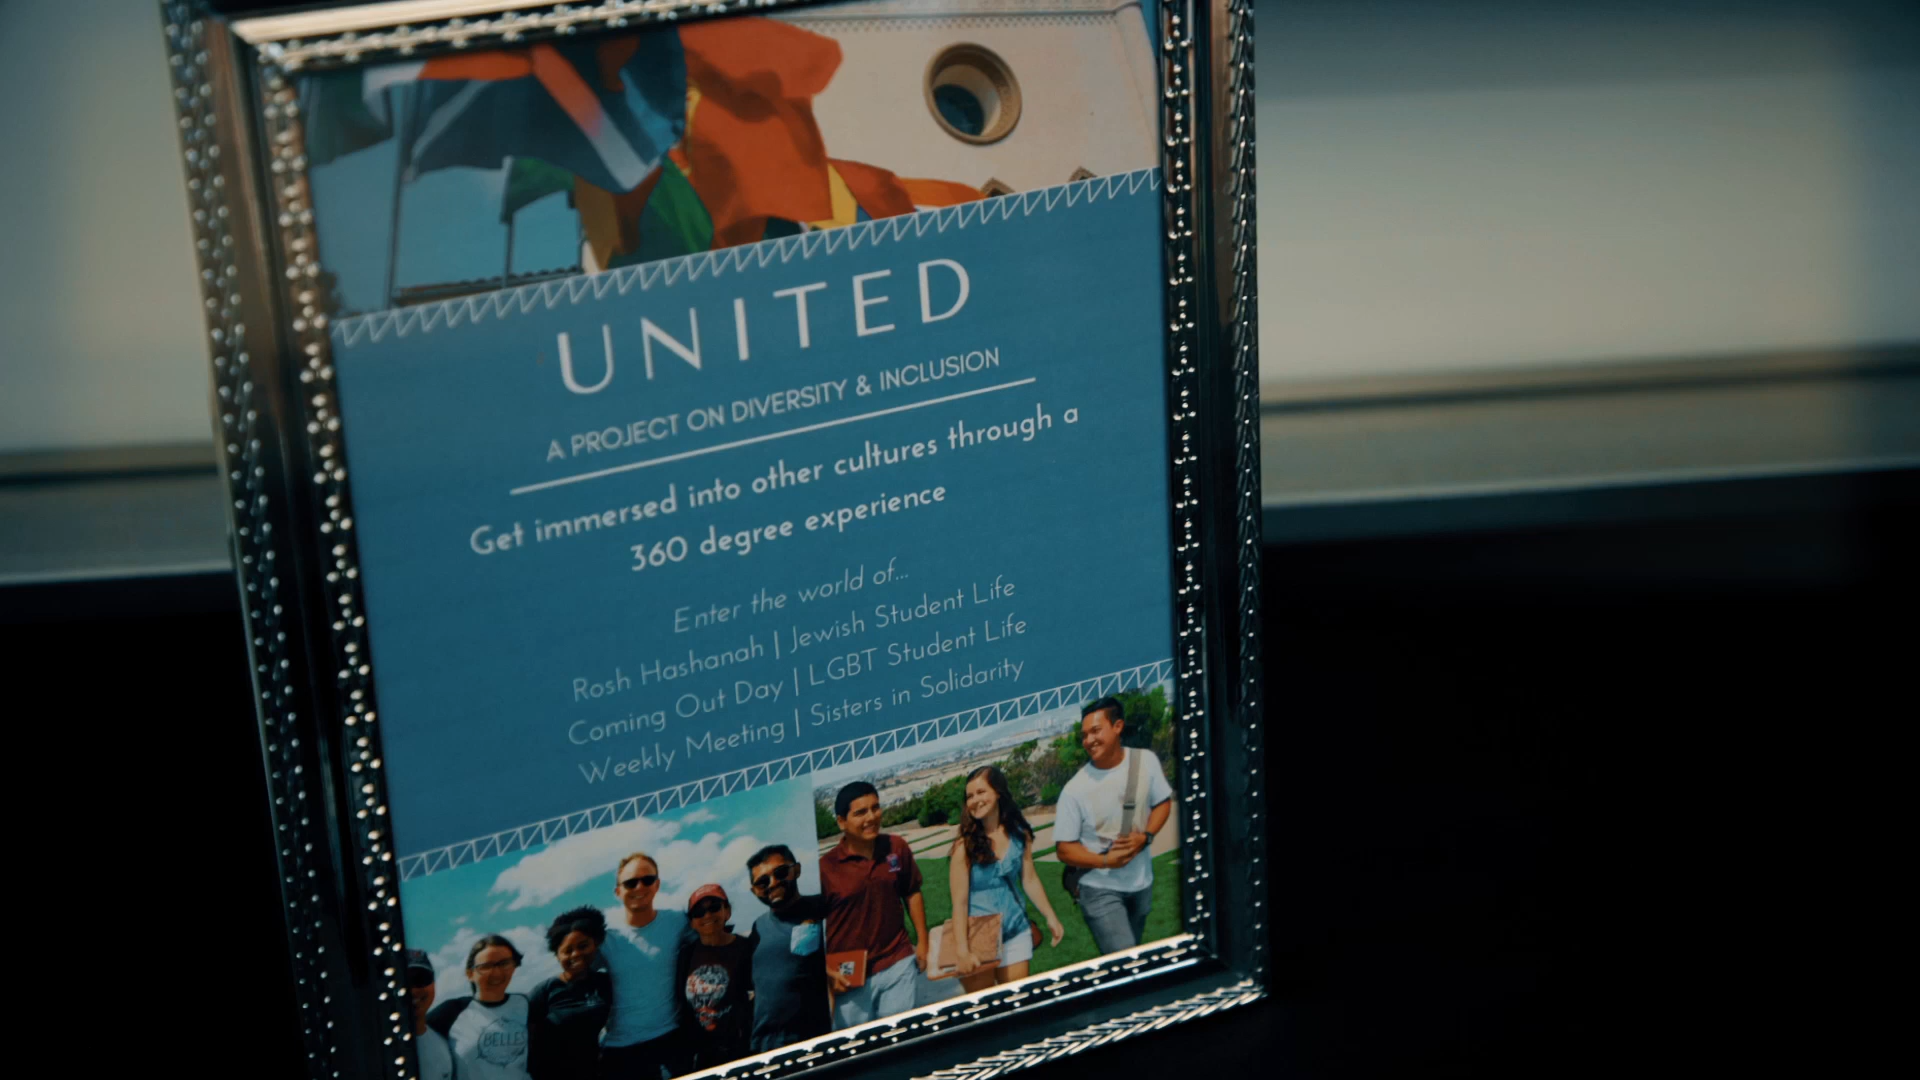 UNITED
A PROJECT ON DIVERSITY & INCLUSION
Get immersed into other cultures through a
360 degree experience
Enter the world of...
Rosh Hashanah | Jewish Student Life
Coming Out Day | LGBT Student Life
Weekly Meeting | Sisters in Solidarity
BELLES